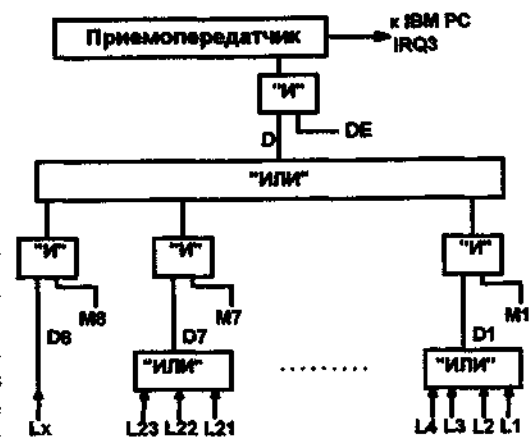 Приемопередатчик
к IBM PC
IRQ3
"И"
D
DE
"ИЛИ"
"И"
"И"
"И"
M8
M7
M1
D8
D7
D1
"ИЛИ"
"ИЛИ"
Lx
L23 L22 L21
L4 L3 L2 L1